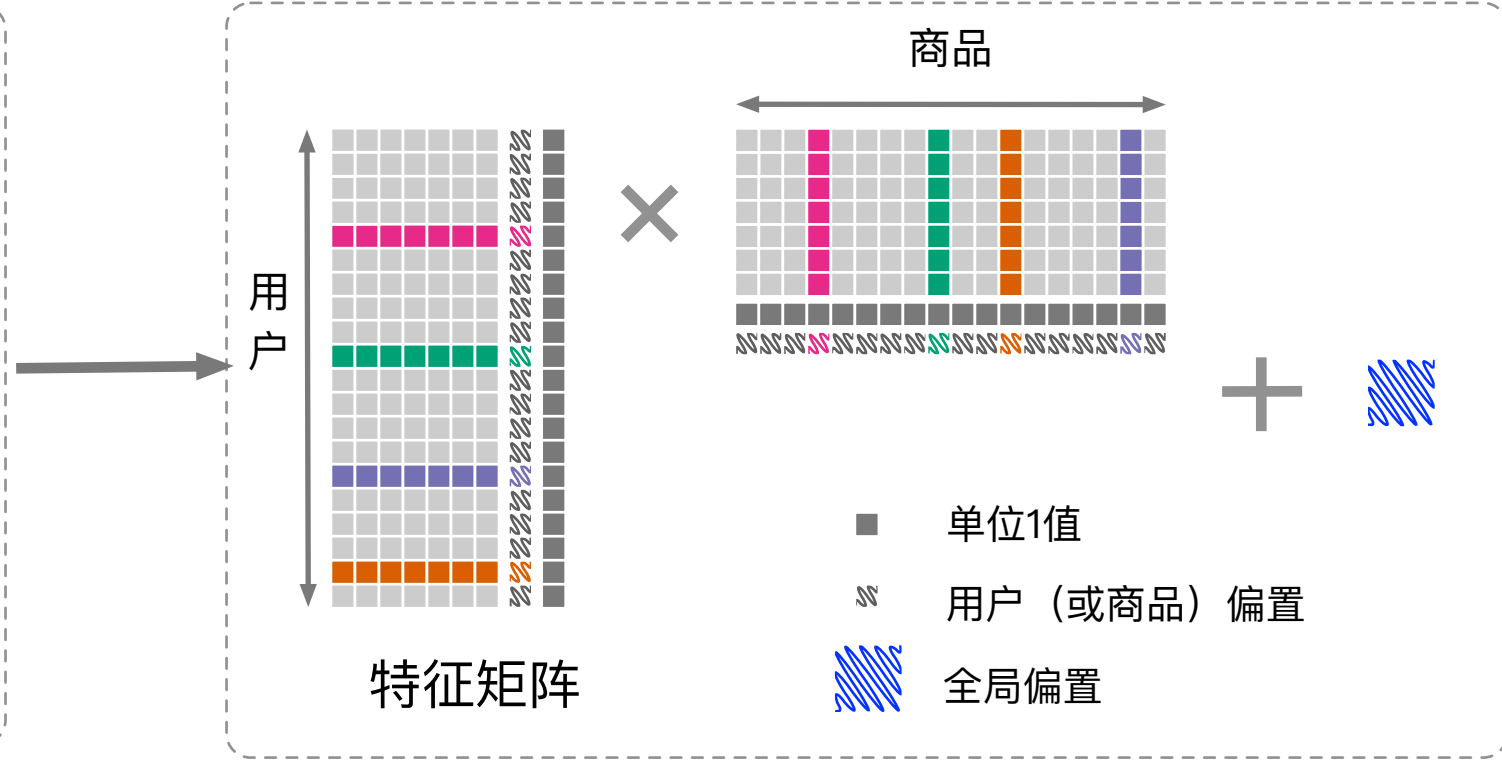 商品
用
户
单位1值
用户（或商品）偏置
全局偏置
特征矩阵